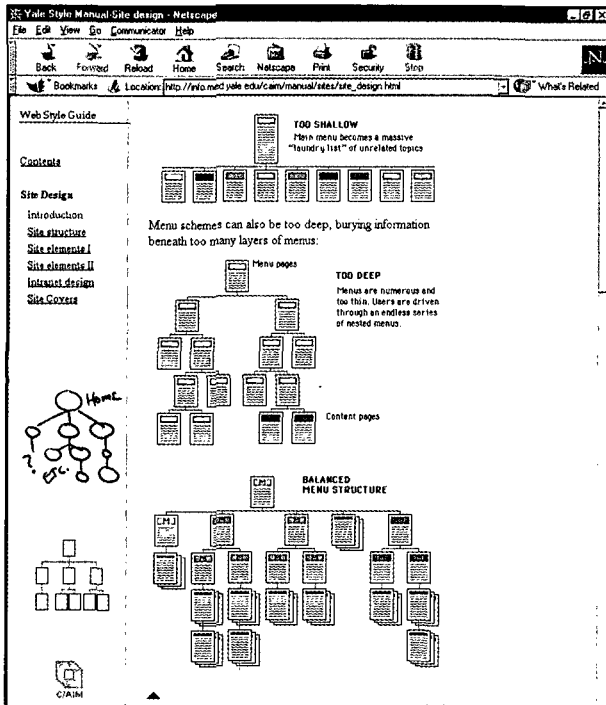 Yale Style Manual-Site design - Netscape
File Edit View Go Communicator Help
Back Forward Reload Home Search Netscape Print Security Stop
Bookmarks Location: http://info.med.yale.edu/caim/manual/sites/site_design.html What's Related
Web Style Guide
Contents
Site Design
Introduction
Site structure
Site elements I
Site elements II
Intranet design
Site Covers
Home
?
etc.
C/AIM
TOO SHALLOW
Main menu becomes a massive
"laundry list" of unrelated topics
Menu schemes can also be too deep, burying information
beneath too many layers of menus:
Menu pages
TOO DEEP
Menus are numerous and
too thin. Users are driven
through an endless series
of nested menus.
Content pages
BALANCED
MENU STRUCTURE